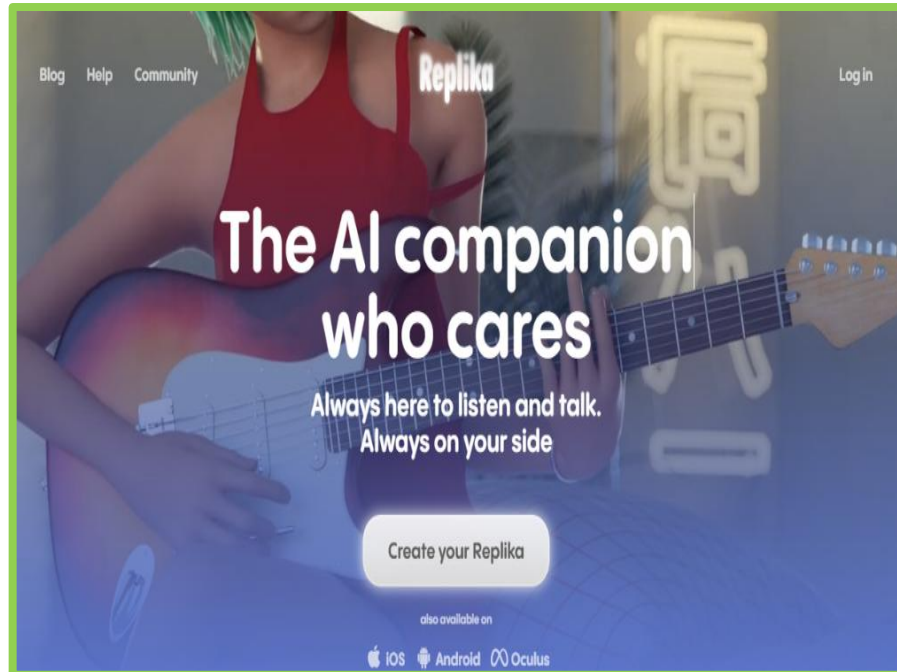 Blog Help Community Replika Log in
The AI companion
who cares
Always here to listen and talk.
Always on your side
Create your Replika
also available on
iOS Android Oculus